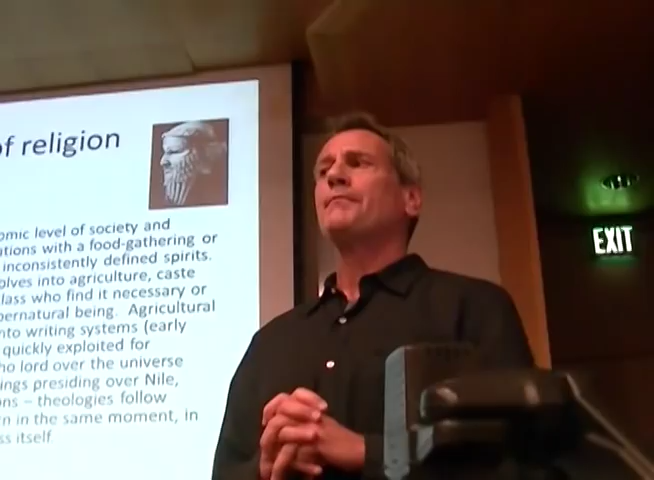 of religion
omic level of society and
ations with a food-gathering or
inconsistently defined spirits.
olves into agriculture, caste
lass who find it necessary or
pernatural being. Agricultural
nto writing systems (early
quickly exploited for
ho lord over the universe
ings presiding over Nile,
ons – theologies follow
rn in the same moment, in
ss itself
EXIT